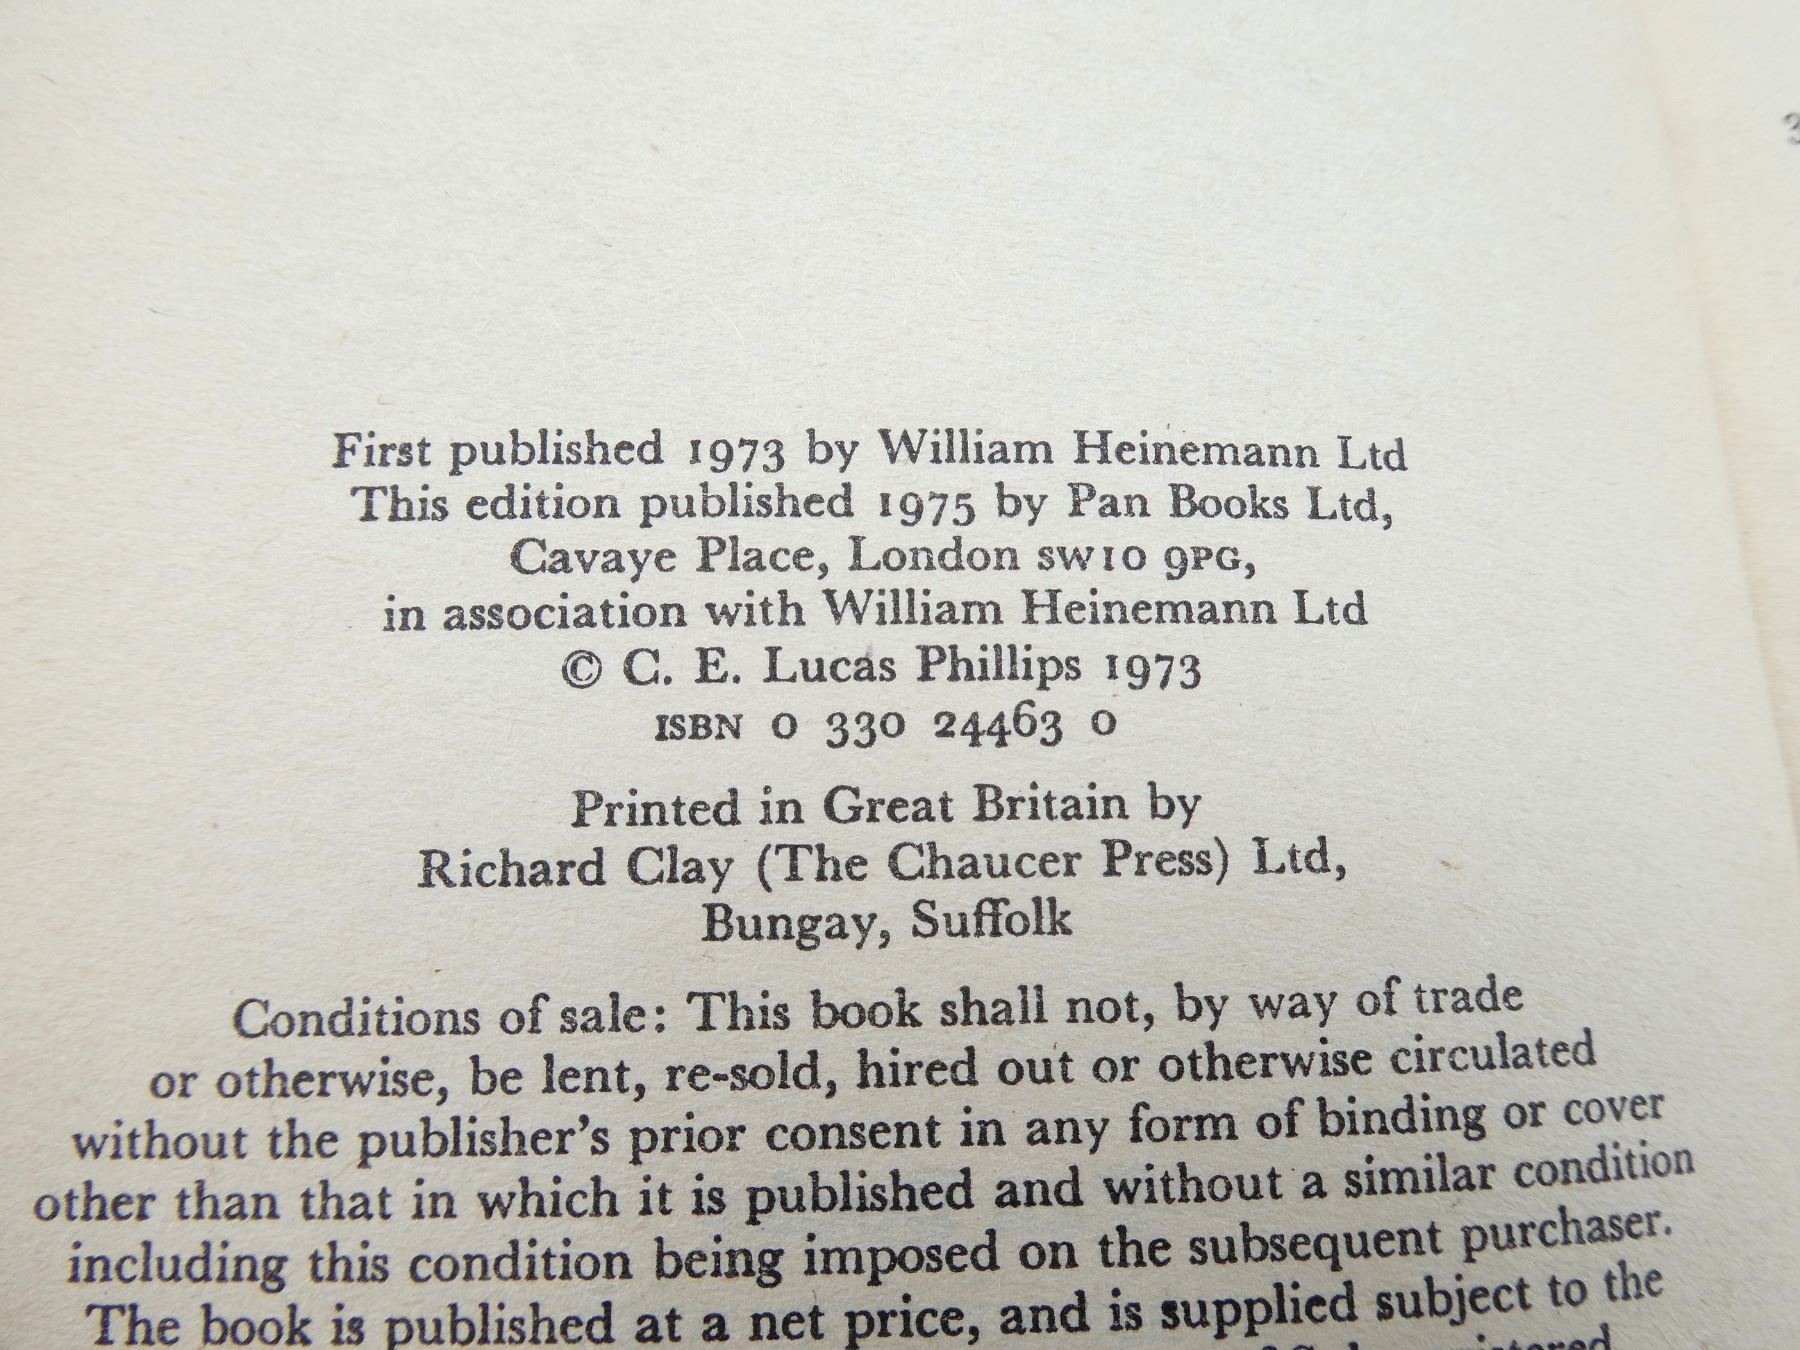 First published 1973 by William Heinemann Ltd
This edition published 1975 by Pan Books Ltd,
Cavaye Place, London SW10 9PG,
in association with William Heinemann Ltd
© C. E. Lucas Phillips 1973
ISBN 0 330 24463 0
Printed in Great Britain by
Richard Clay (The Chaucer Press) Ltd,
Bungay, Suffolk
Conditions of sale: This book shall not, by way of trade
or otherwise, be lent, re-sold, hired out or otherwise circulated
without the publisher's prior consent in any form of binding or cover
other than that in which it is published and without a similar condition
including this condition being imposed on the subsequent purchaser.
The book is published at a net price, and is supplied subject to the